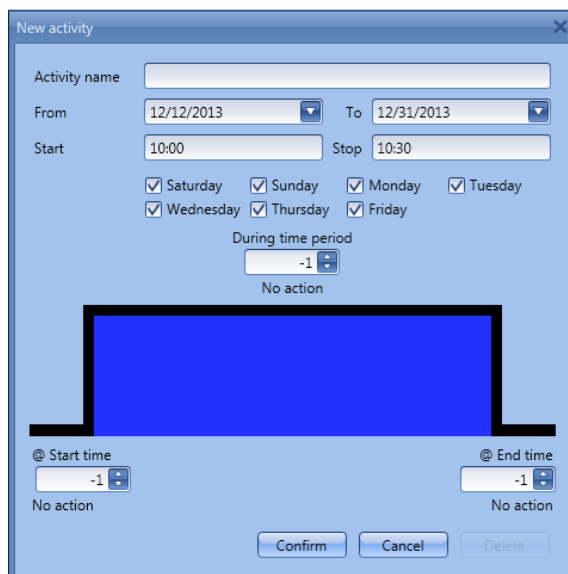 New activity
Activity name
From 12/12/2013 To 12/31/2013
Start 10:00 Stop 10:30
Saturday Sunday Monday Tuesday
Wednesday Thursday Friday
During time period
-1
No action
@ Start time @ End time
-1 -1
No action No action
Confirm Cancel Delete